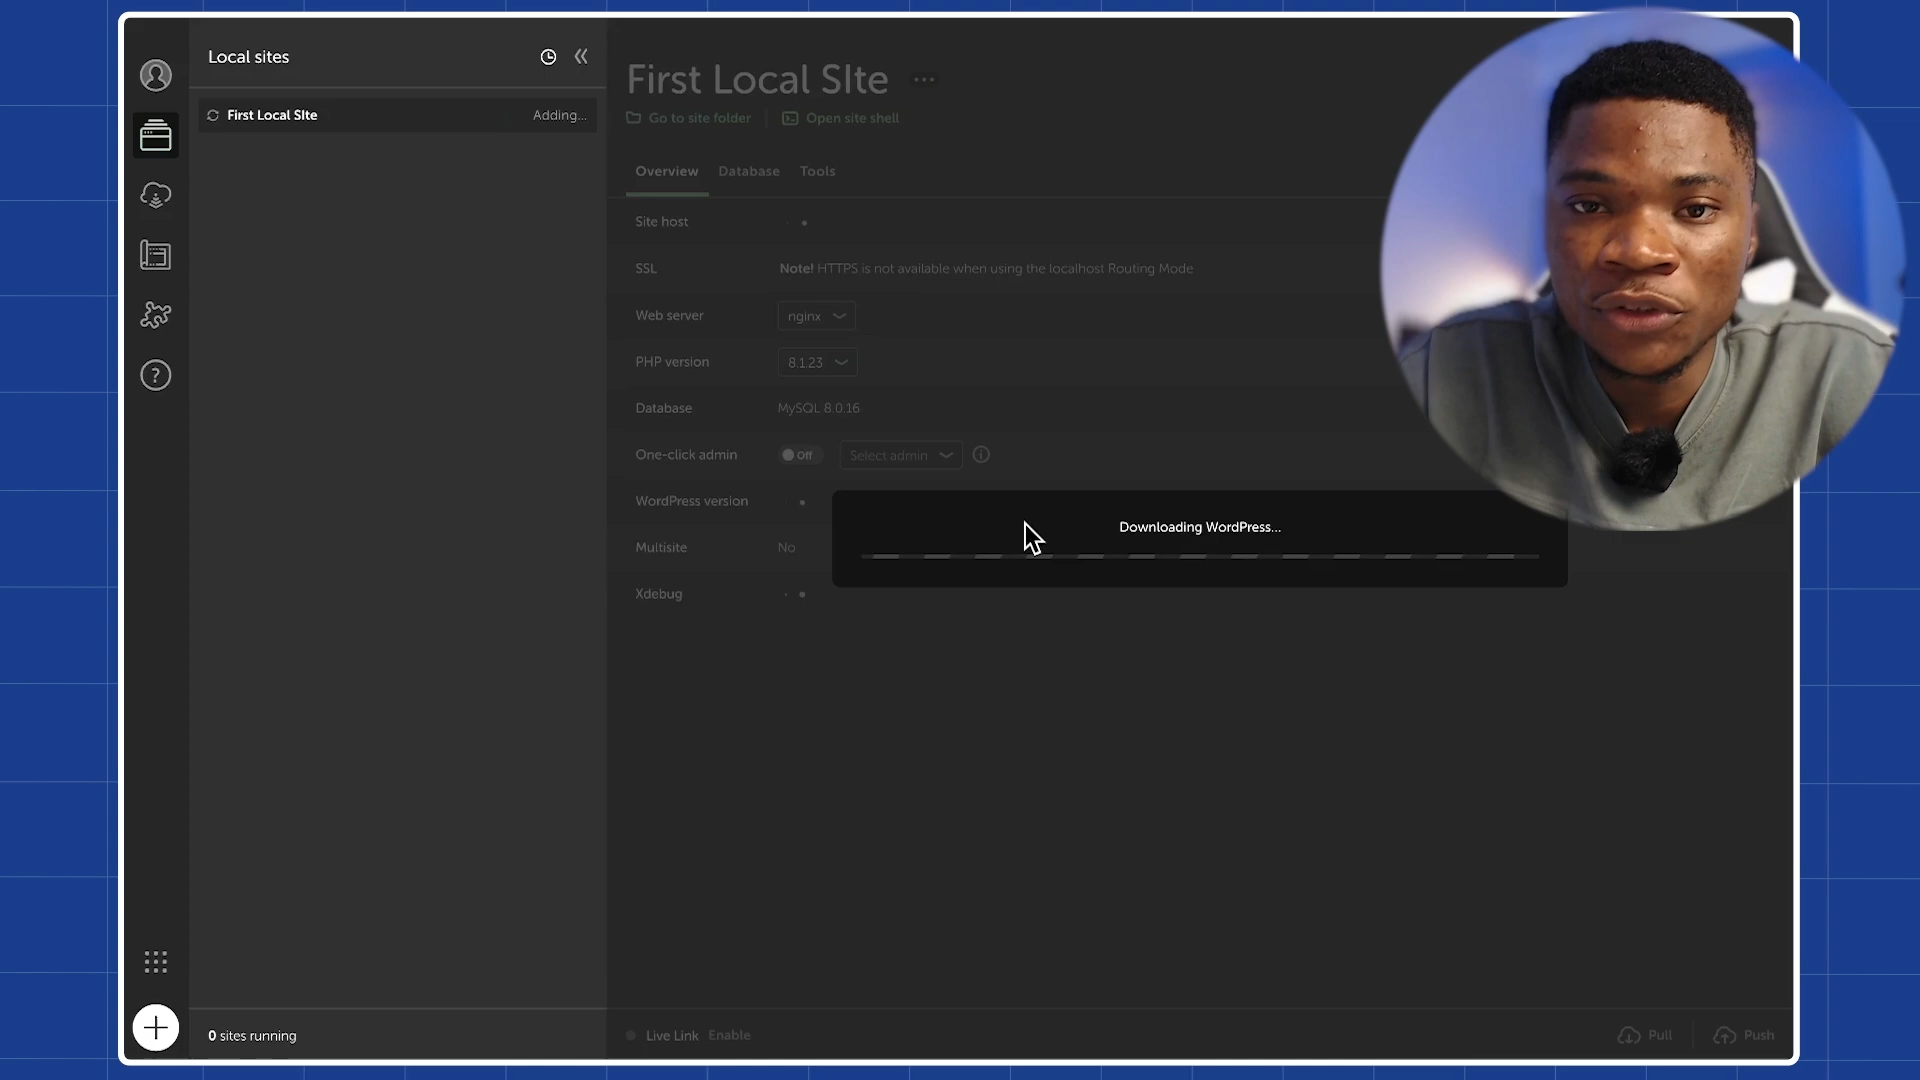 Local sites
First Local SIte
Adding...
0 sites running
First Local SIte
Go to site folder
Open site shell
Overview Database Tools
Site host
SSL Note! HTTPS is not available when using the localhost Routing Mode
Web server nginx
PHP version 8.1.23
Database MySQL 8.0.16
One-click admin Off Select admin
WordPress version
Multisite No
Xdebug
Downloading WordPress...
Live Link Enable
Pull
Push